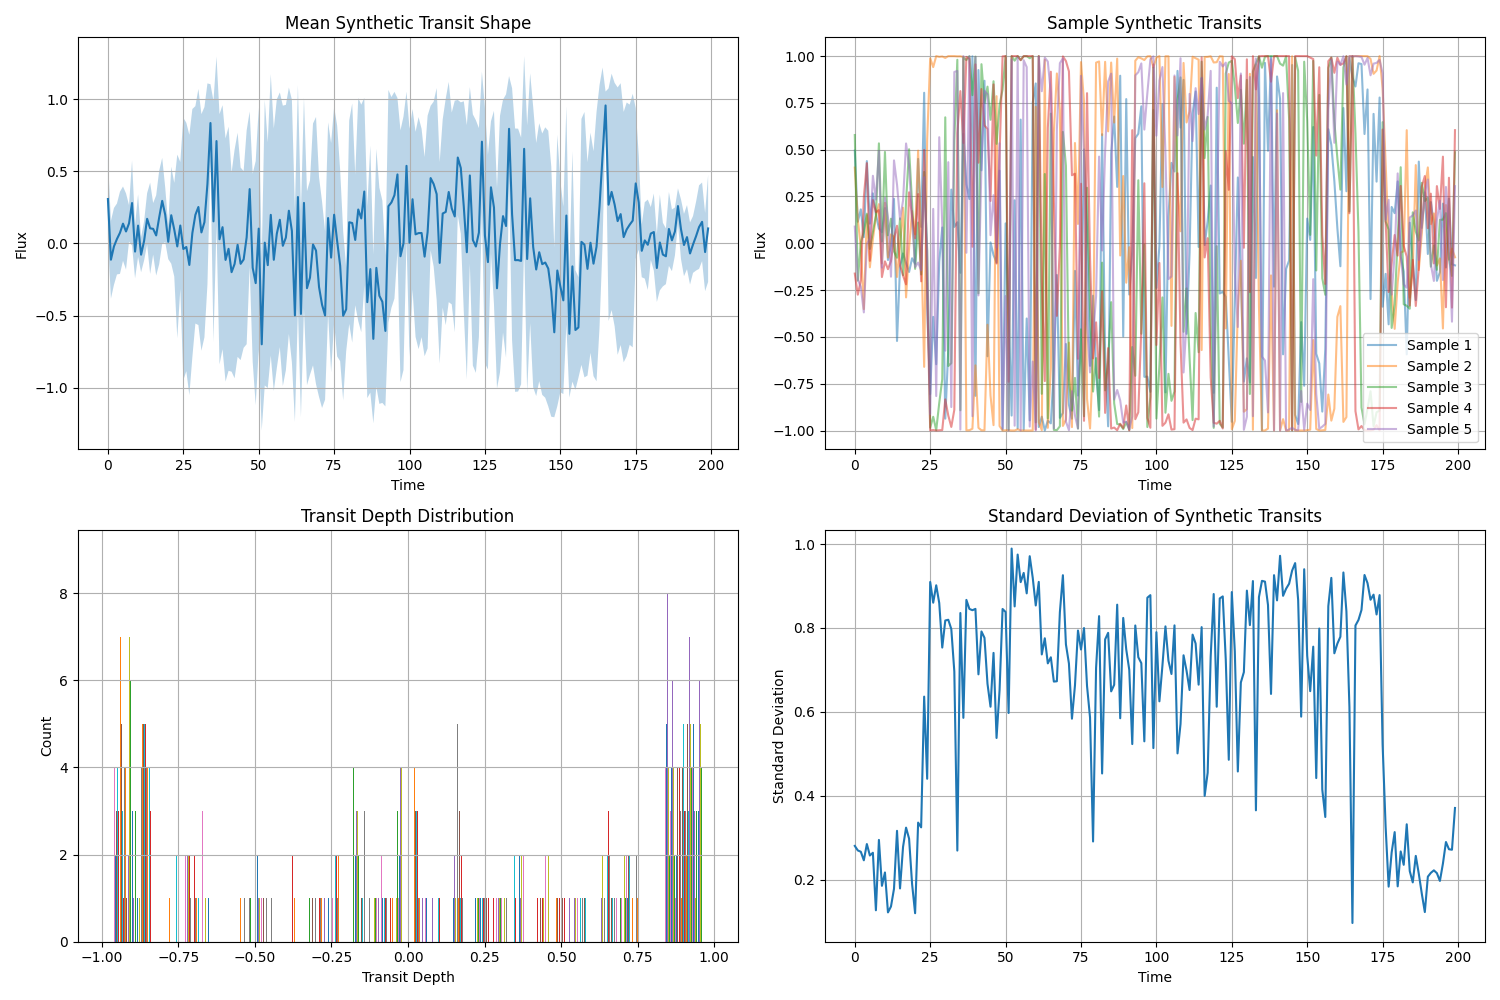 Mean Synthetic Transit Shape
Flux
1.0
0.5
0.0
−0.5
−1.0
0 25 50 75 100 125 150 175 200
Time
Sample Synthetic Transits
Flux
1.00
0.75
0.50
0.25
0.00
−0.25
−0.50
−0.75
−1.00
Sample 1
Sample 2
Sample 3
Sample 4
Sample 5
0 25 50 75 100 125 150 175 200
Time
Transit Depth Distribution
Count
8
6
4
2
0
−1.00 −0.75 −0.50 −0.25 0.00 0.25 0.50 0.75 1.00
Transit Depth
Standard Deviation of Synthetic Transits
Standard Deviation
1.0
0.8
0.6
0.4
0.2
0 25 50 75 100 125 150 175 200
Time